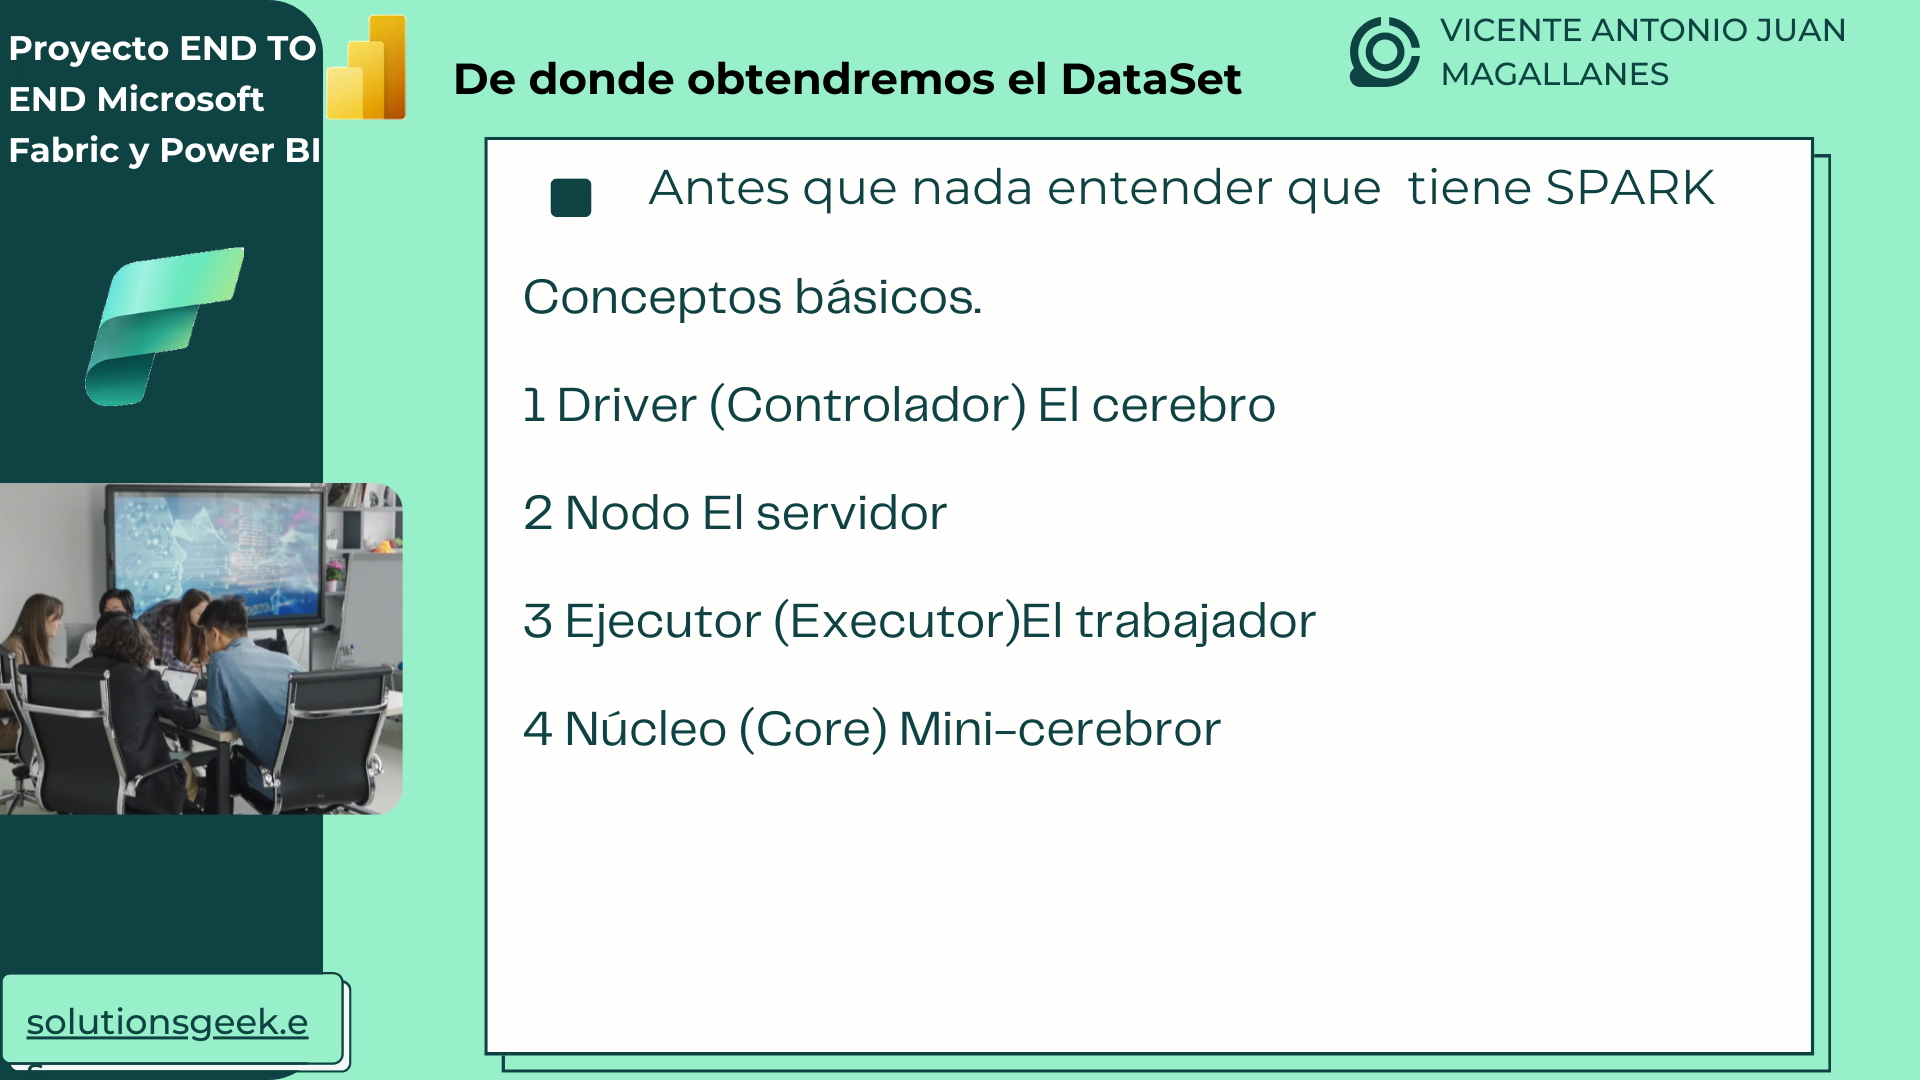 Proyecto END TO
END Microsoft
Fabric y Power BI
De donde obtendremos el DataSet
VICENTE ANTONIO JUAN
MAGALLANES
Antes que nada entender que  tiene SPARK
Conceptos básicos.
1 Driver (Controlador) El cerebro
2 Nodo El servidor
3 Ejecutor (Executor)El trabajador
4 Núcleo (Core) Mini-cerebror
solutionsgeek.e